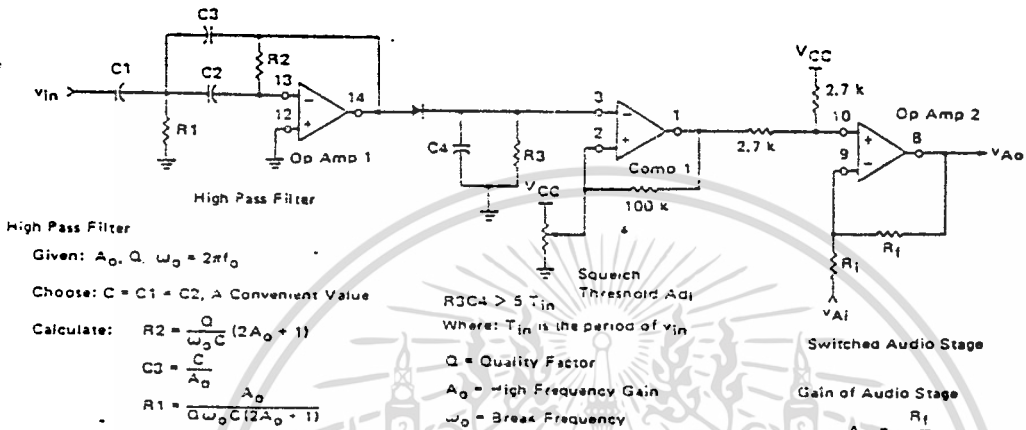 C3
R2
C1
C2
13
14
12
vin
R1
Op Amp 1
High Pass Filter
C4
R3
3
2
1
Comp 1
VCC
100 k
2.7 k
VCC
2.7 k
10
9
8
Op Amp 2
vAo
Rf
Ri
vAi
Squelch
Threshold Adj
Switched Audio Stage
High Pass Filter
Given: Ao, Q, ωo = 2πfo
Choose: C = C1 = C2, A Convenient Value
Calculate: R2 = Q/ωoC (2Ao + 1)
C3 = C/Ao
R1 = Ao/QωoC(2Ao + 1)
R3C4 > 5 Tin
Where: Tin is the period of vin
Q = Quality Factor
Ao = High Frequency Gain
ωo = Break Frequency
Gain of Audio Stage
Rf